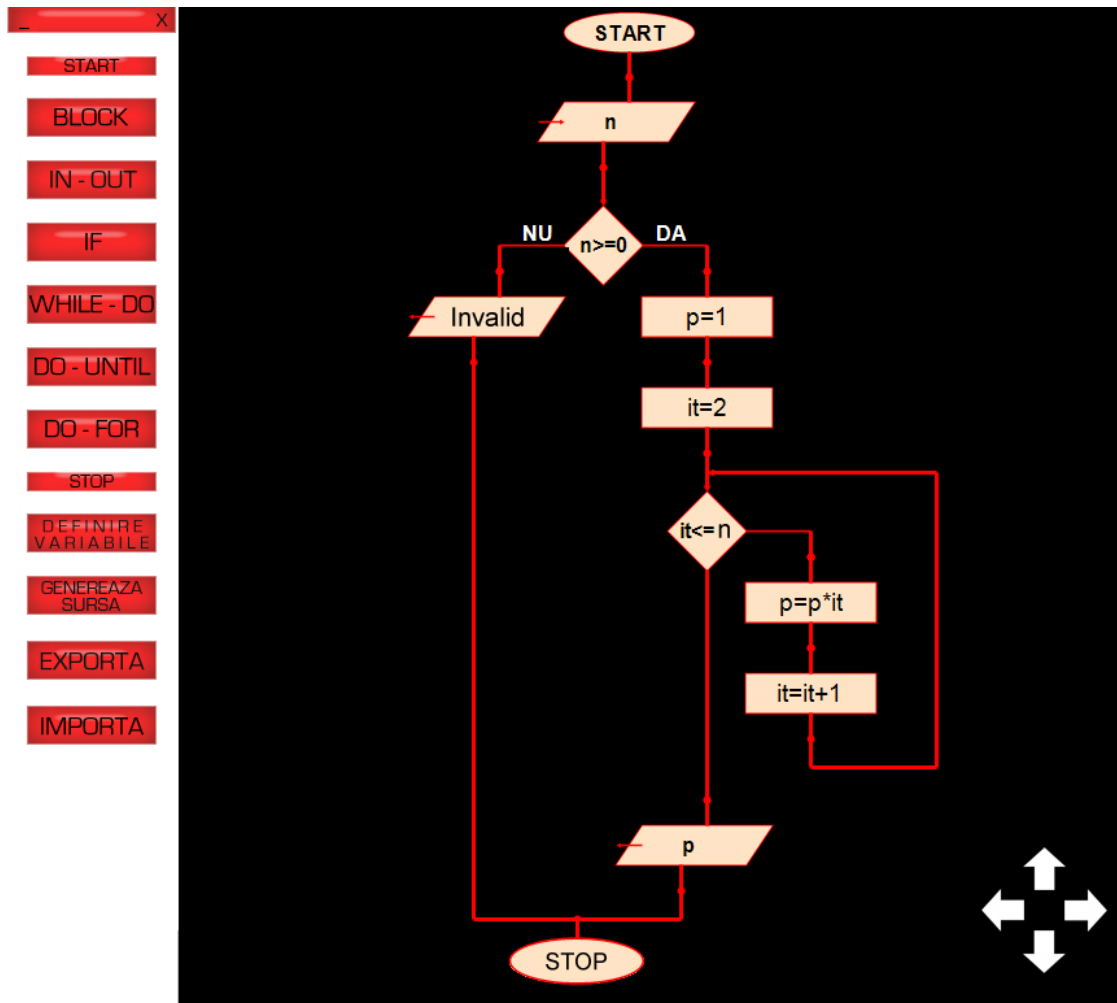 _ X
START
BLOCK
IN - OUT
IF
WHILE - DO
DO - UNTIL
DO - FOR
STOP
DEFINIRE
VARIABILE
GENEREAZA
SURSA
EXPORTA
IMPORTA
START
n
NU
n>=0
DA
Invalid
p=1
it=2
it<=n
p=p*it
it=it+1
p
STOP